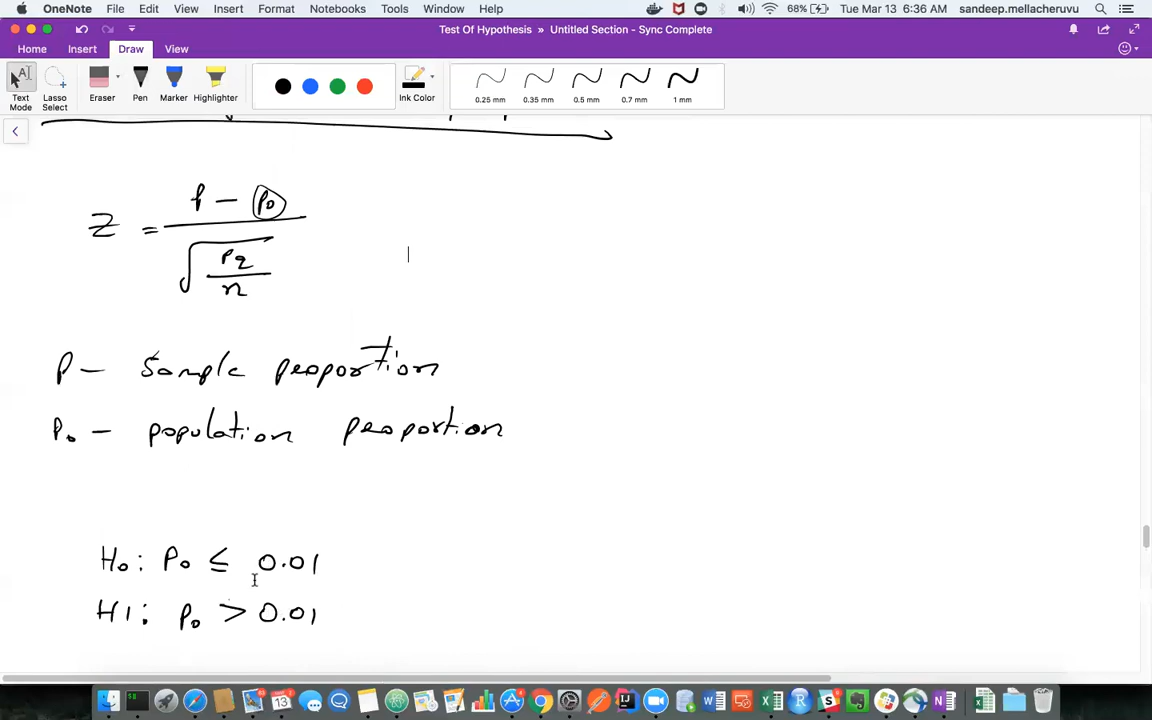 OneNote File Edit View Insert Format Notebooks Tools Window Help 68% Tue Mar 13 6:36 AM sandeep.mellacheruvu
Test Of Hypothesis » Untitled Section - Sync Complete
Home Insert Draw View
Text Mode Lasso Select Eraser Pen Marker Highlighter Ink Color 0.25 mm 0.35 mm 0.5 mm 0.7 mm 1 mm
Z = (p - p₀) / √(pq/n)
P - Sample proportion
P₀ - population proportion
H₀: P₀ ≤ 0.01
H1: p₀ > 0.01